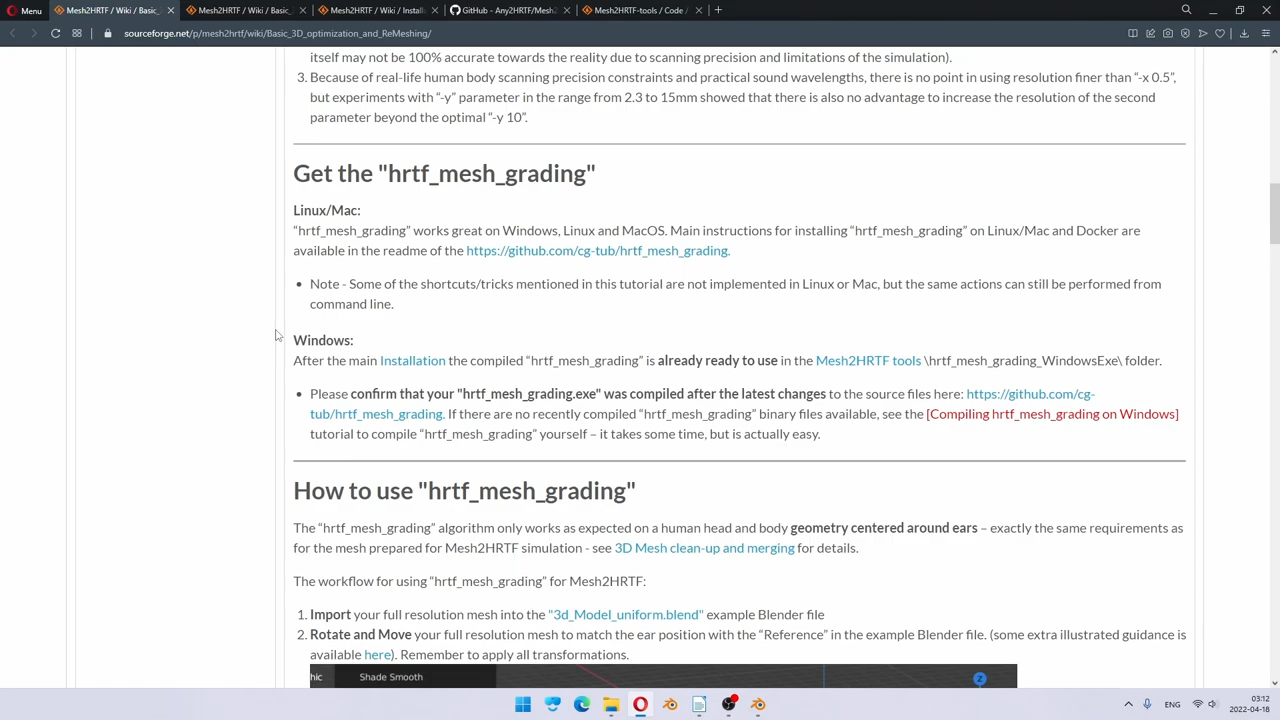 Menu
Mesh2HRTF / Wiki / Basic_
Mesh2HRTF / Wiki / Basic_
Mesh2HRTF / Wiki / Installa
GitHub - Any2HRTF/Mesh2
Mesh2HRTF-tools / Code /
sourceforge.net/p/mesh2hrtf/wiki/Basic_3D_optimization_and_ReMeshing/
itself may not be 100% accurate towards the reality due to scanning precision and limitations of the simulation).
3. Because of real-life human body scanning precision constraints and practical sound wavelengths, there is no point in using resolution finer than “-x 0.5”,
but experiments with “-y” parameter in the range from 2.3 to 15mm showed that there is also no advantage to increase the resolution of the second
parameter beyond the optimal “-y 10”.
Get the "hrtf_mesh_grading"
Linux/Mac:
“hrtf_mesh_grading” works great on Windows, Linux and MacOS. Main instructions for installing “hrtf_mesh_grading” on Linux/Mac and Docker are
available in the readme of the https://github.com/cg-tub/hrtf_mesh_grading.
• Note - Some of the shortcuts/tricks mentioned in this tutorial are not implemented in Linux or Mac, but the same actions can still be performed from
command line.
Windows:
After the main Installation the compiled “hrtf_mesh_grading” is already ready to use in the Mesh2HRTF tools \hrtf_mesh_grading_WindowsExe\ folder.
• Please confirm that your "hrtf_mesh_grading.exe" was compiled after the latest changes to the source files here: https://github.com/cg-
tub/hrtf_mesh_grading. If there are no recently compiled “hrtf_mesh_grading” binary files available, see the [Compiling hrtf_mesh_grading on Windows]
tutorial to compile “hrtf_mesh_grading” yourself – it takes some time, but is actually easy.
How to use "hrtf_mesh_grading"
The “hrtf_mesh_grading” algorithm only works as expected on a human head and body geometry centered around ears – exactly the same requirements as
for the mesh prepared for Mesh2HRTF simulation - see 3D Mesh clean-up and merging for details.
The workflow for using “hrtf_mesh_grading” for Mesh2HRTF:
1. Import your full resolution mesh into the "3d_Model_uniform.blend" example Blender file
2. Rotate and Move your full resolution mesh to match the ear position with the “Reference” in the example Blender file. (some extra illustrated guidance is
available here). Remember to apply all transformations.
hic
Shade Smooth
Z
ENG
03:12
2022-04-18